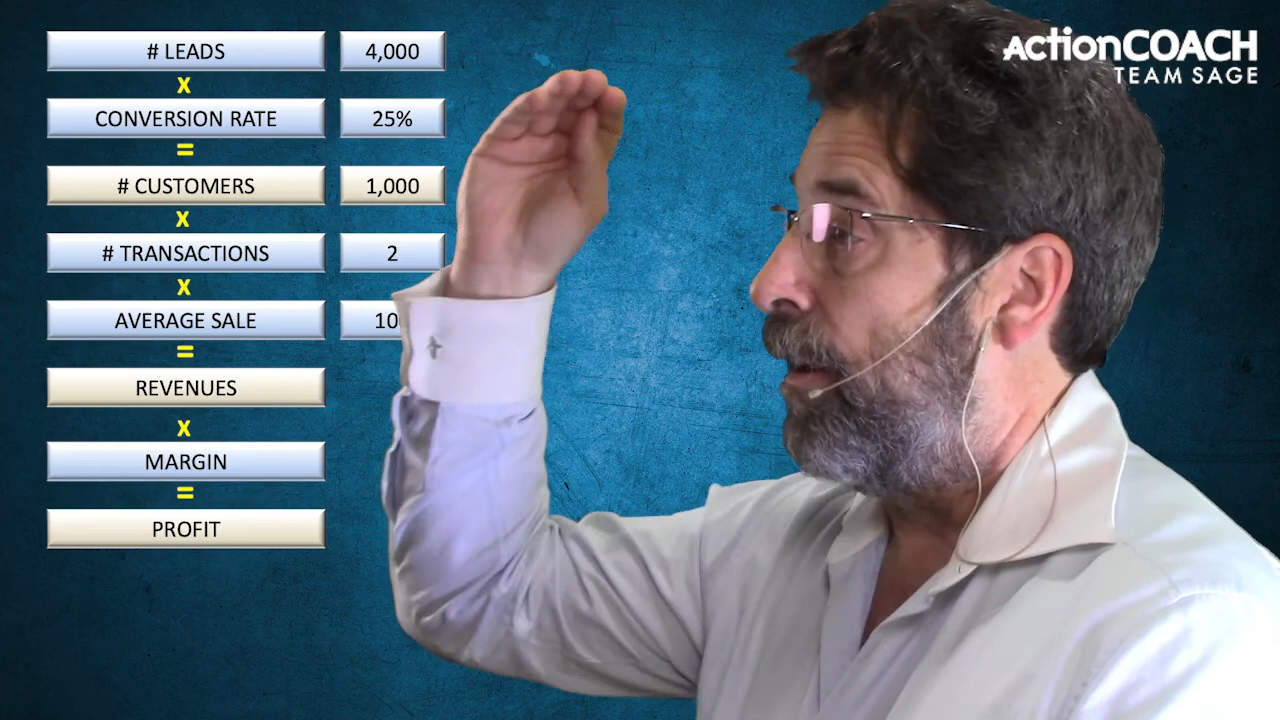 # LEADS 4,000
X
CONVERSION RATE 25%
=
# CUSTOMERS 1,000
X
# TRANSACTIONS 2
X
AVERAGE SALE
=
REVENUES
X
MARGIN
=
PROFIT
ActionCOACH
TEAM SAGE